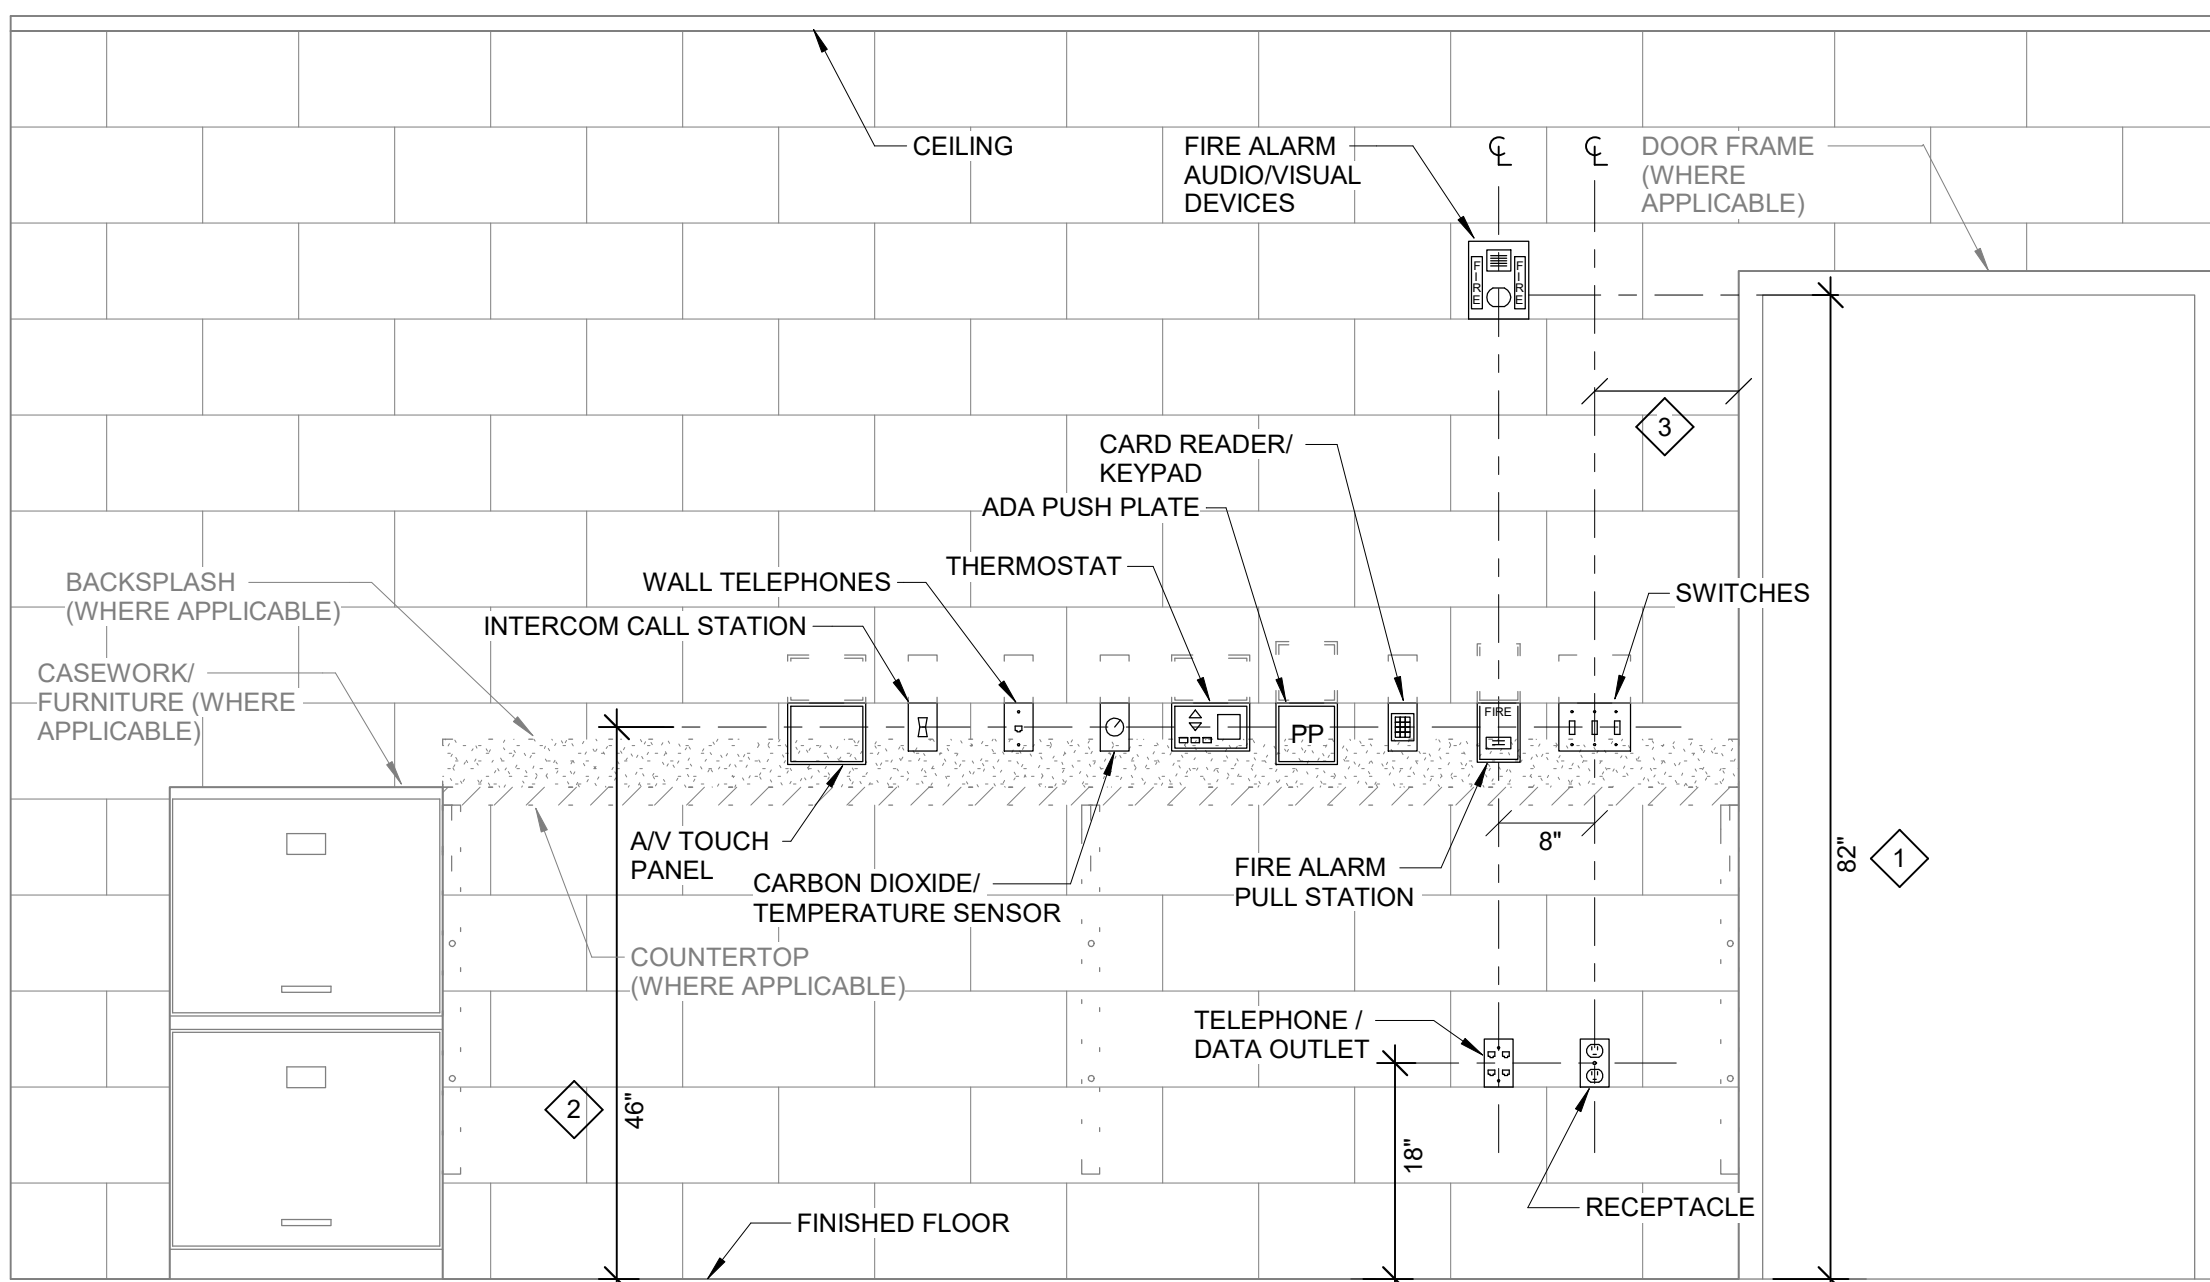 CEILING
FIRE ALARM
AUDIO/VISUAL
DEVICES
℄
℄
DOOR FRAME
(WHERE
APPLICABLE)
FIRE
FIRE
3
CARD READER/
KEYPAD
ADA PUSH PLATE
THERMOSTAT
BACKSPLASH
(WHERE APPLICABLE)
WALL TELEPHONES
SWITCHES
INTERCOM CALL STATION
CASEWORK/
FURNITURE (WHERE
APPLICABLE)
FIRE
PP
A/V TOUCH
PANEL
8"
82"
1
CARBON DIOXIDE/
TEMPERATURE SENSOR
FIRE ALARM
PULL STATION
COUNTERTOP
(WHERE APPLICABLE)
TELEPHONE /
DATA OUTLET
2
46"
18"
RECEPTACLE
FINISHED FLOOR